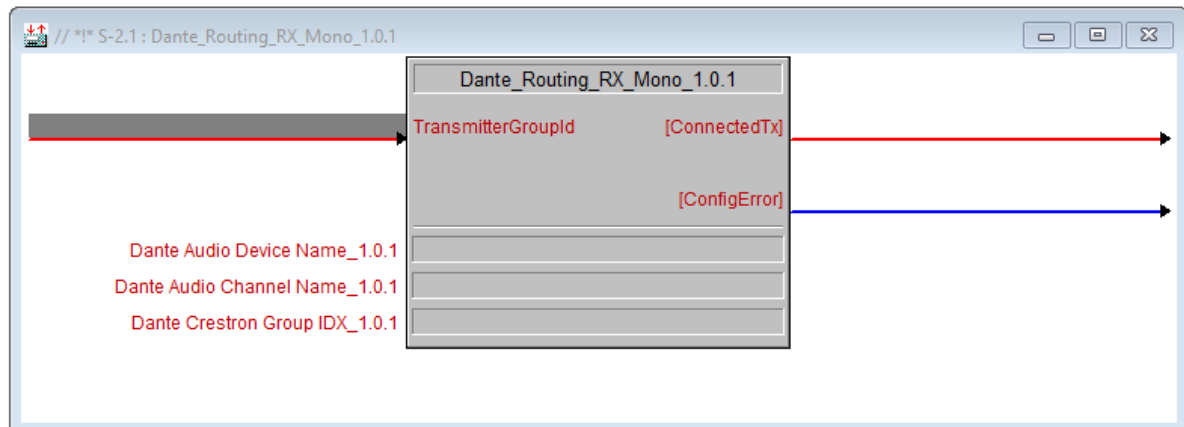 // *!* S-2.1 : Dante_Routing_RX_Mono_1.0.1
Dante_Routing_RX_Mono_1.0.1
TransmitterGroupId [ConnectedTx]
[ConfigError]
Dante Audio Device Name_1.0.1
Dante Audio Channel Name_1.0.1
Dante Crestron Group IDX_1.0.1